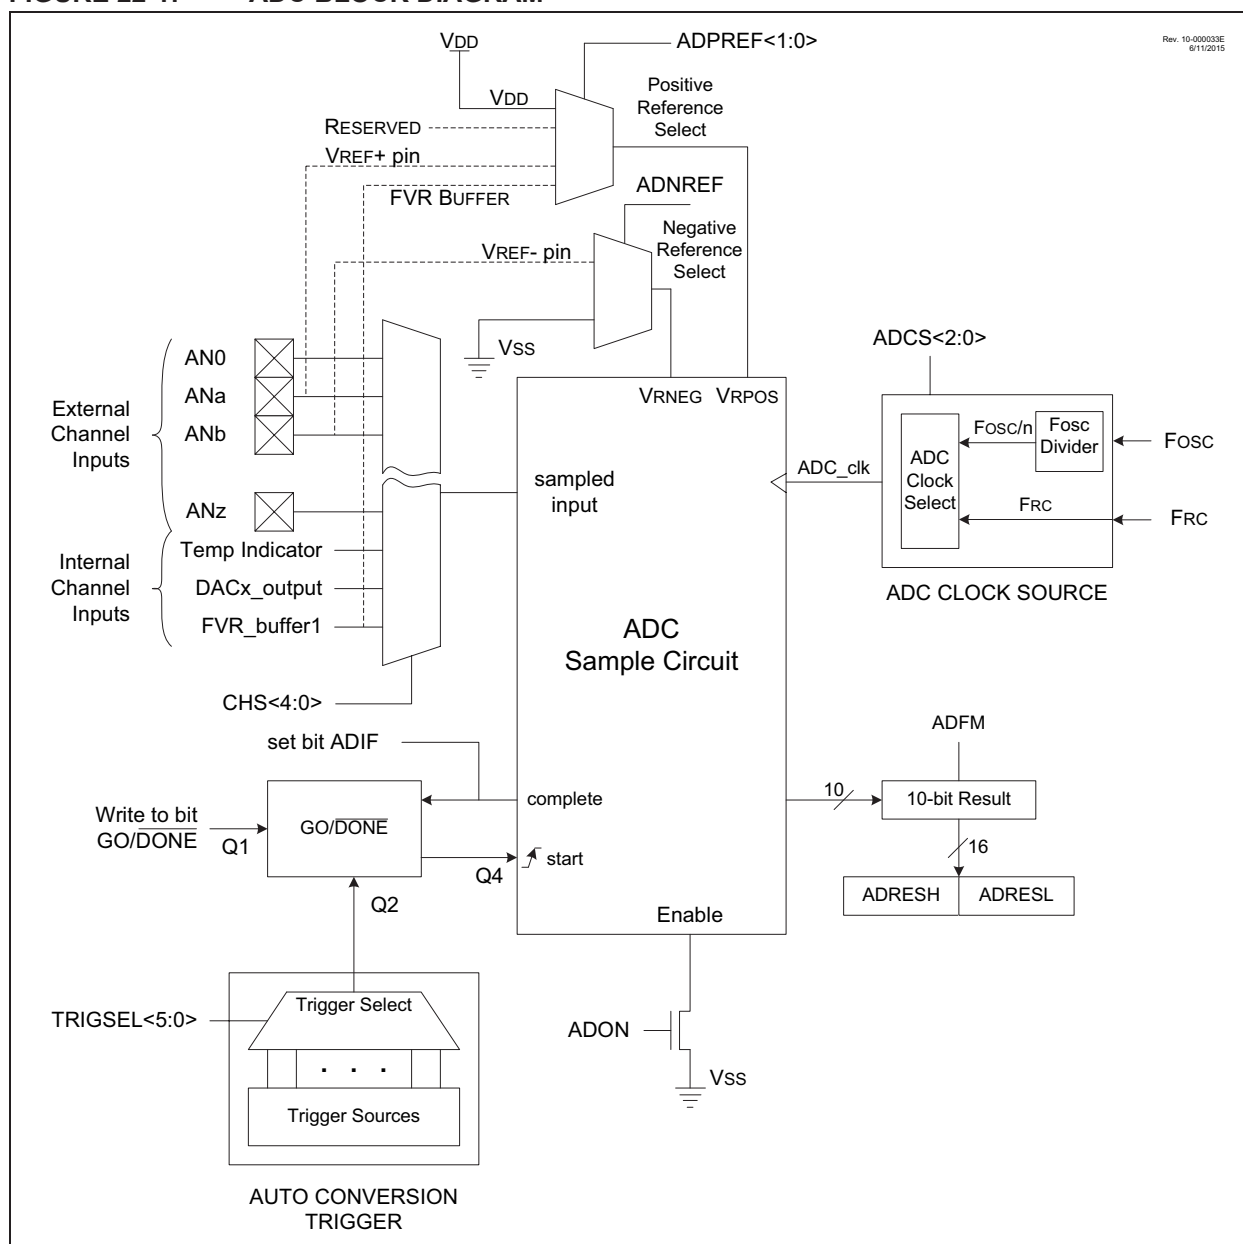 VDD
ADPREF<1:0>
Rev. 10-000033E
6/11/2015
VDD
Positive
Reference
Select
RESERVED
VREF+ pin
FVR BUFFER
ADNREF
VREF- pin
Negative
Reference
Select
VSS
External
Channel
Inputs
AN0
ANa
ANb
ANz
Internal
Channel
Inputs
Temp Indicator
DACx_output
FVR_buffer1
CHS<4:0>
VRNEG VRPOS
sampled
input
ADC_clk
ADC
Sample Circuit
ADCS<2:0>
ADC
Clock
Select
FOSC/n
Fosc
Divider
FOSC
FRC
FRC
ADC CLOCK SOURCE
set bit ADIF
complete
Write to bit
GO/DONE
Q1
GO/DONE
Q4
start
Q2
Enable
ADFM
10
10-bit Result
16
ADRESH
ADRESL
TRIGSEL<5:0>
Trigger Select
. . .
Trigger Sources
AUTO CONVERSION
TRIGGER
ADON
VSS